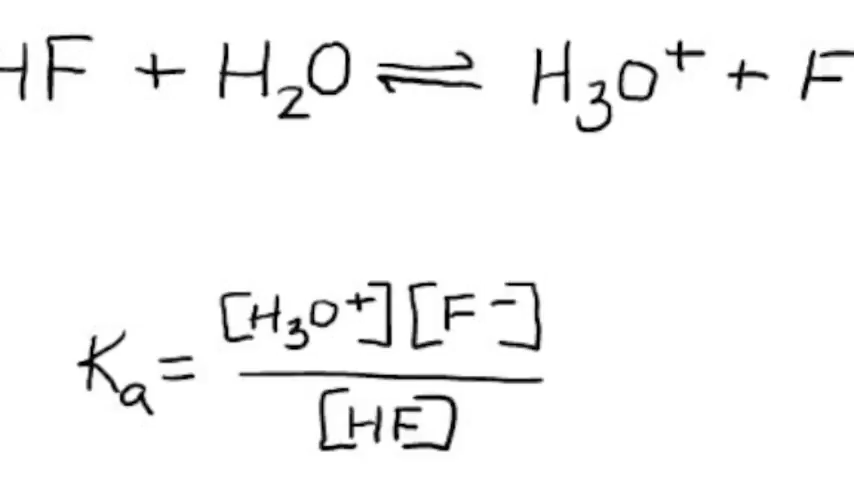 HF + H₂O ⇌ H₃O⁺ + F
Kₐ = [H₃O⁺][F⁻] / [HF]